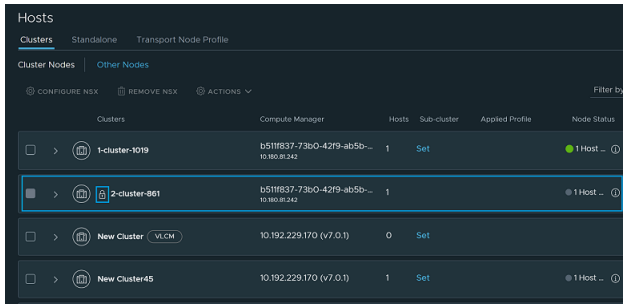 Hosts
Clusters Standalone Transport Node Profile
Cluster Nodes Other Nodes
CONFIGURE NSX REMOVE NSX ACTIONS
Filter by
Clusters Compute Manager Hosts Sub-cluster Applied Profile Node Status
1-cluster-1019 b511f837-73b0-42f9-ab5b-... 1 Set 1 Host ...
10.180.81.242
2-cluster-861 b511f837-73b0-42f9-ab5b-... 1 1 Host ...
10.180.81.242
New Cluster VLCM 10.192.229.170 (v7.0.1) 0 Set
New Cluster45 10.192.229.170 (v7.0.1) 1 Set 1 Host ...